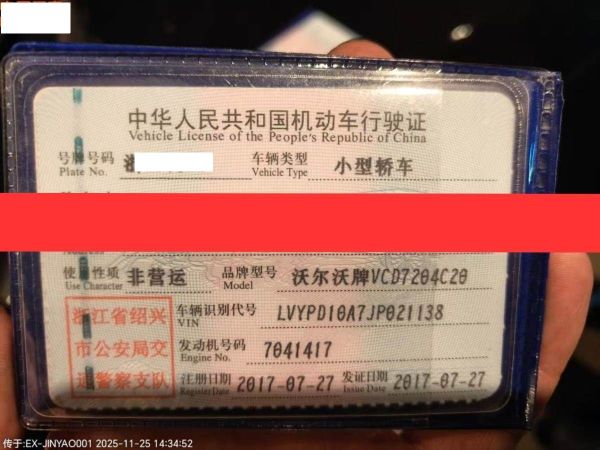 中华人民共和国机动车行驶证
Vehicle License of the People's Republic of China
号牌号码 浙 车辆类型 小型轿车
Plate No. Vehicle Type
使用性质 非营运 品牌型号 沃尔沃牌VCD7204C20
Use Character Model
浙江省绍兴
市公安局交
通警察支队
车辆识别代号 LVYPD10A7JP021138
VIN
发动机号码 7041417
Engine No.
注册日期 2017-07-27 发证日期 2017-07-27
Register Date Issue Date
传于:EX-JINYAO001 2025-11-25 14:34:52